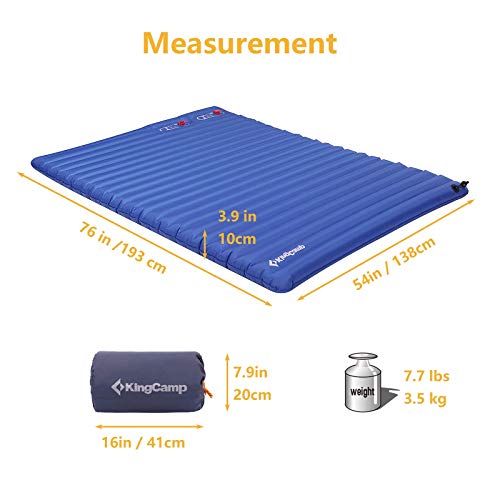 Measurement
3.9 in
10cm
76 in /193 cm
KingCamp
54in / 138cm
KingCamp
7.9in
20cm
16in / 41cm
weight
7.7 lbs
3.5 kg